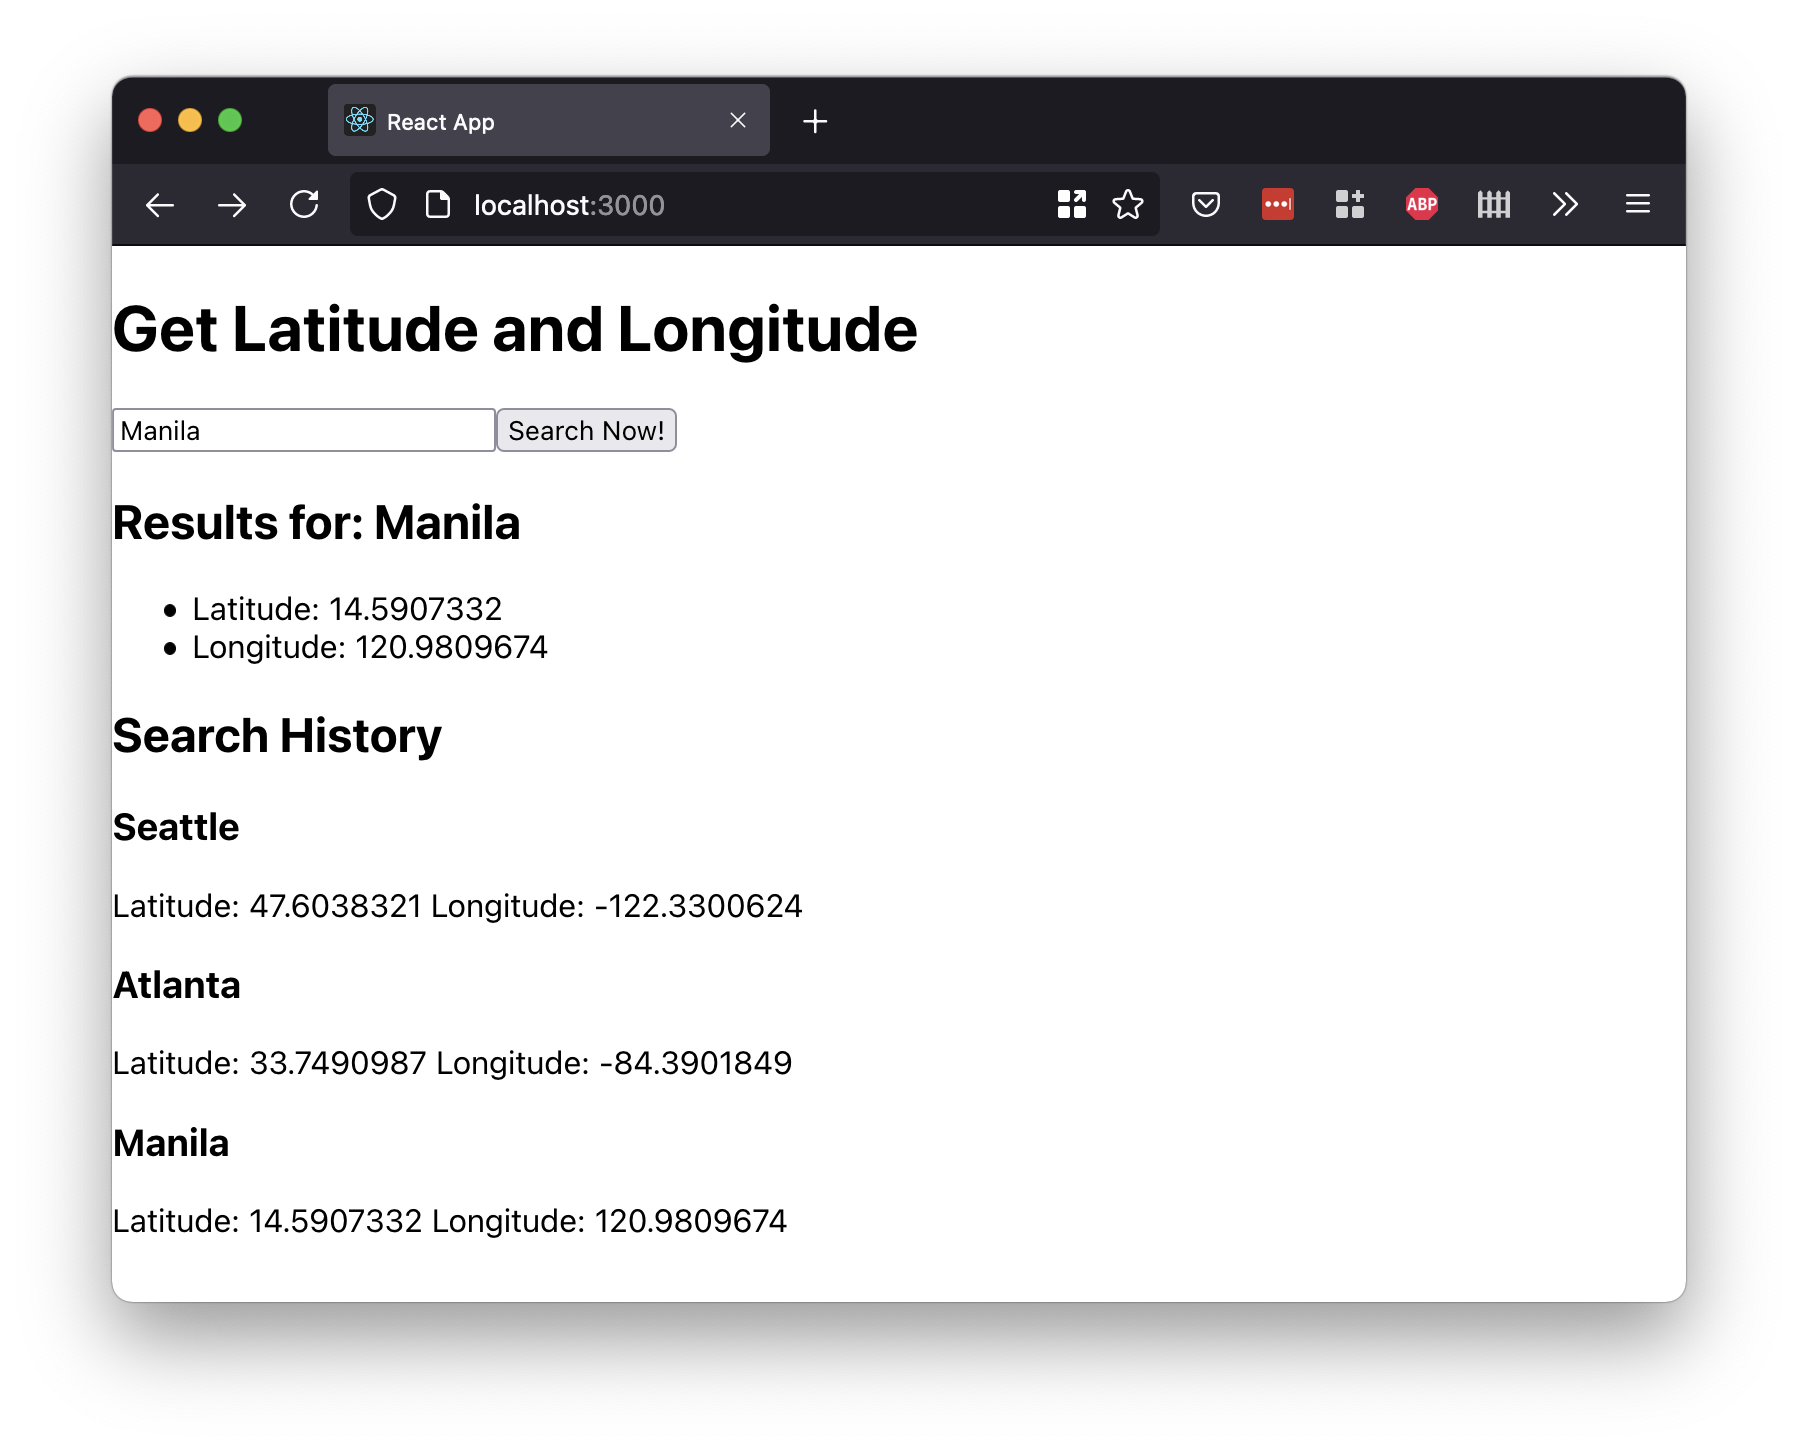 React App
localhost:3000
ABP
Get Latitude and Longitude
Manila Search Now!
Results for: Manila
• Latitude: 14.5907332
• Longitude: 120.9809674
Search History
Seattle
Latitude: 47.6038321 Longitude: -122.3300624
Atlanta
Latitude: 33.7490987 Longitude: -84.3901849
Manila
Latitude: 14.5907332 Longitude: 120.9809674